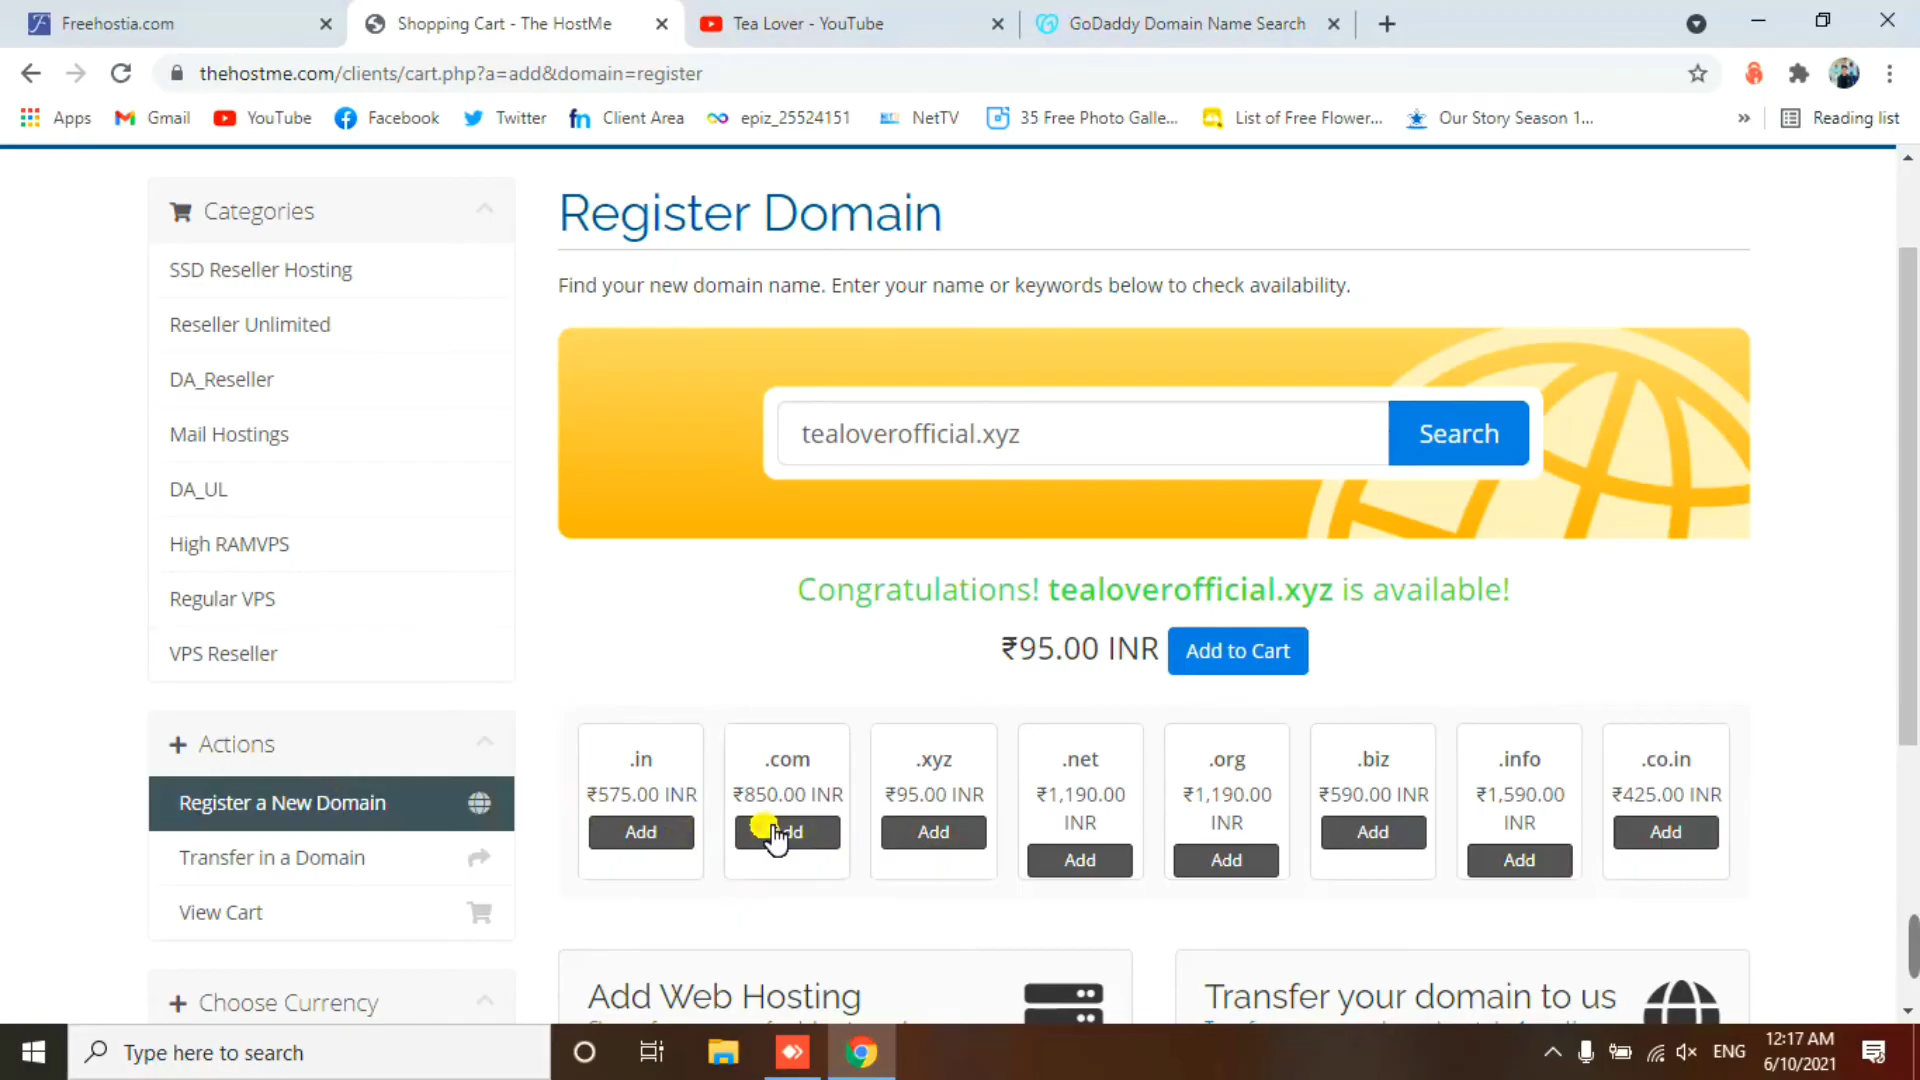 Freehostia.com
Shopping Cart - The HostMe
Tea Lover - YouTube
GoDaddy Domain Name Search
thehostme.com/clients/cart.php?a=add&domain=register
Apps
Gmail
YouTube
Facebook
Twitter
Client Area
epiz_25524151
NetTV
35 Free Photo Galle...
List of Free Flower...
Our Story Season 1...
»
Reading list
Categories
SSD Reseller Hosting
Reseller Unlimited
DA_Reseller
Mail Hostings
DA_UL
High RAMVPS
Regular VPS
VPS Reseller
Actions
Register a New Domain
Transfer in a Domain
View Cart
Choose Currency
Register Domain
Find your new domain name. Enter your name or keywords below to check availability.
tealoverofficial.xyz
Search
Congratulations! tealoverofficial.xyz is available!
₹95.00 INR Add to Cart
.in
₹575.00 INR
Add
.com
₹850.00 INR
.xyz
₹95.00 INR
Add
.net
₹1,190.00
INR
Add
.org
₹1,190.00
INR
Add
.biz
₹590.00 INR
Add
.info
₹1,590.00
INR
Add
.co.in
₹425.00 INR
Add
Add Web Hosting
Transfer your domain to us
Type here to search
ENG
12:17 AM
6/10/2021